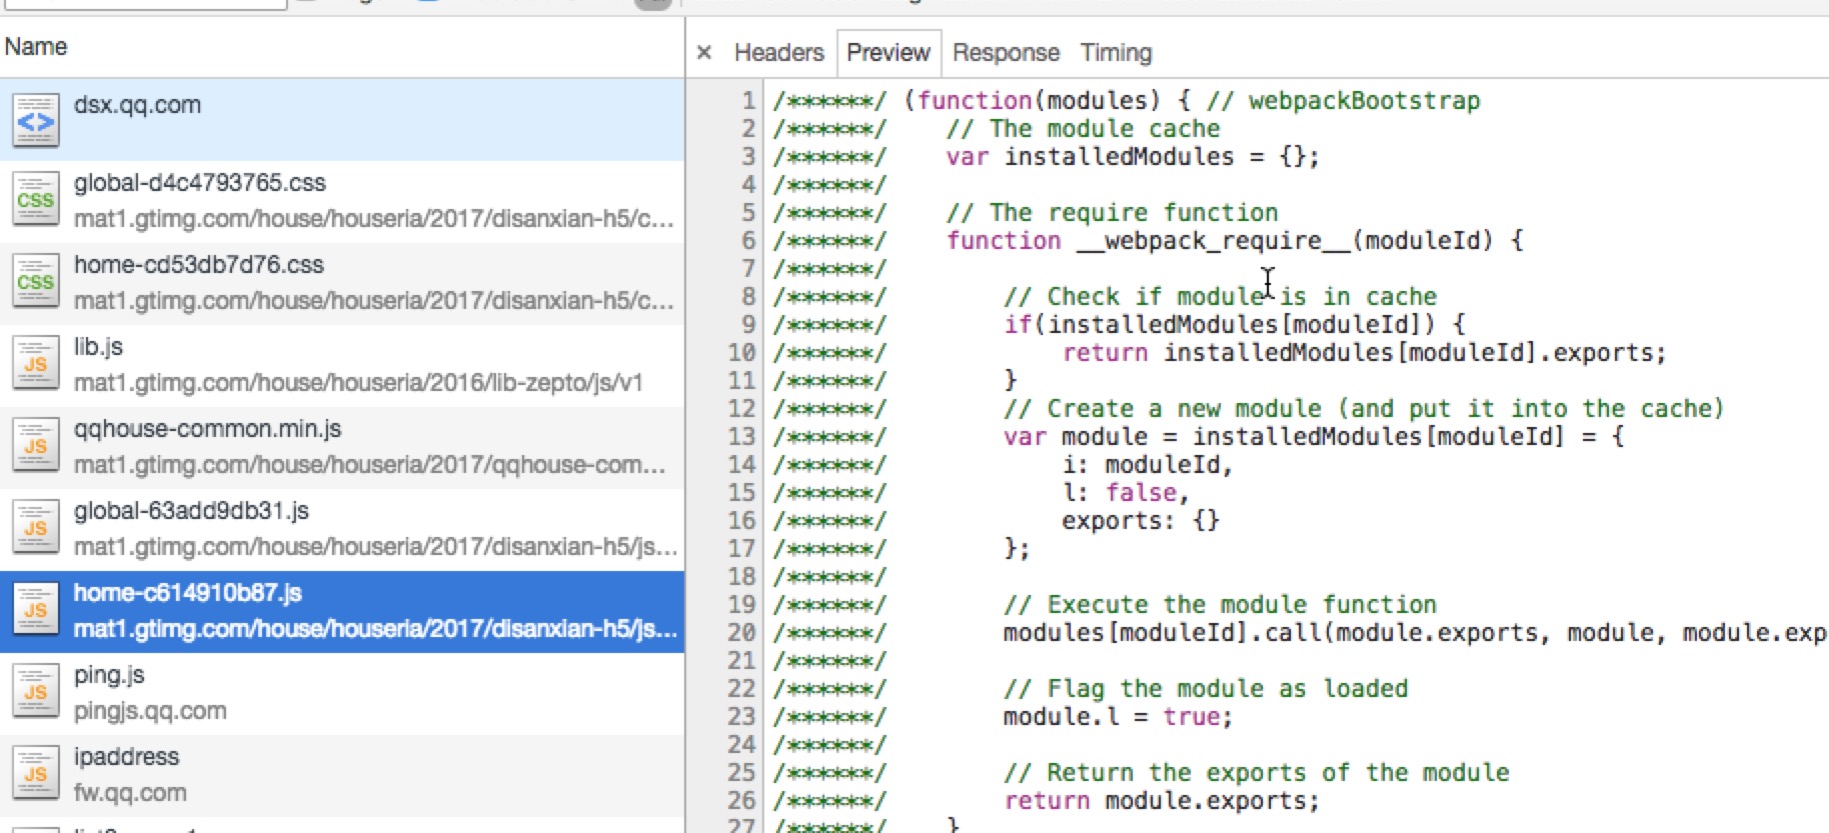 Name
dsx.qq.com
global-d4c4793765.css
mat1.gtimg.com/house/houseria/2017/disanxian-h5/c...
home-cd53db7d76.css
mat1.gtimg.com/house/houseria/2017/disanxian-h5/c...
lib.js
mat1.gtimg.com/house/houseria/2016/lib-zepto/js/v1
qqhouse-common.min.js
mat1.gtimg.com/house/houseria/2017/qqhouse-com...
global-63add9db31.js
mat1.gtimg.com/house/houseria/2017/disanxian-h5/js...
home-c614910b87.js
mat1.gtimg.com/house/houseria/2017/disanxian-h5/js...
ping.js
pingjs.qq.com
ipaddress
fw.qq.com
× Headers Preview Response Timing
1 /******/ (function(modules) { // webpackBootstrap
2 /******/ // The module cache
3 /******/ var installedModules = {};
4 /******/
5 /******/ // The require function
6 /******/ function __webpack_require__(moduleId) {
7 /******/
8 /******/ // Check if module is in cache
9 /******/ if(installedModules[moduleId]) {
10 /******/ return installedModules[moduleId].exports;
11 /******/ }
12 /******/ // Create a new module (and put it into the cache)
13 /******/ var module = installedModules[moduleId] = {
14 /******/ i: moduleId,
15 /******/ l: false,
16 /******/ exports: {}
17 /******/ };
18 /******/
19 /******/ // Execute the module function
20 /******/ modules[moduleId].call(module.exports, module, module.exp
21 /******/
22 /******/ // Flag the module as loaded
23 /******/ module.l = true;
24 /******/
25 /******/ // Return the exports of the module
26 /******/ return module.exports;
27 /******/ }